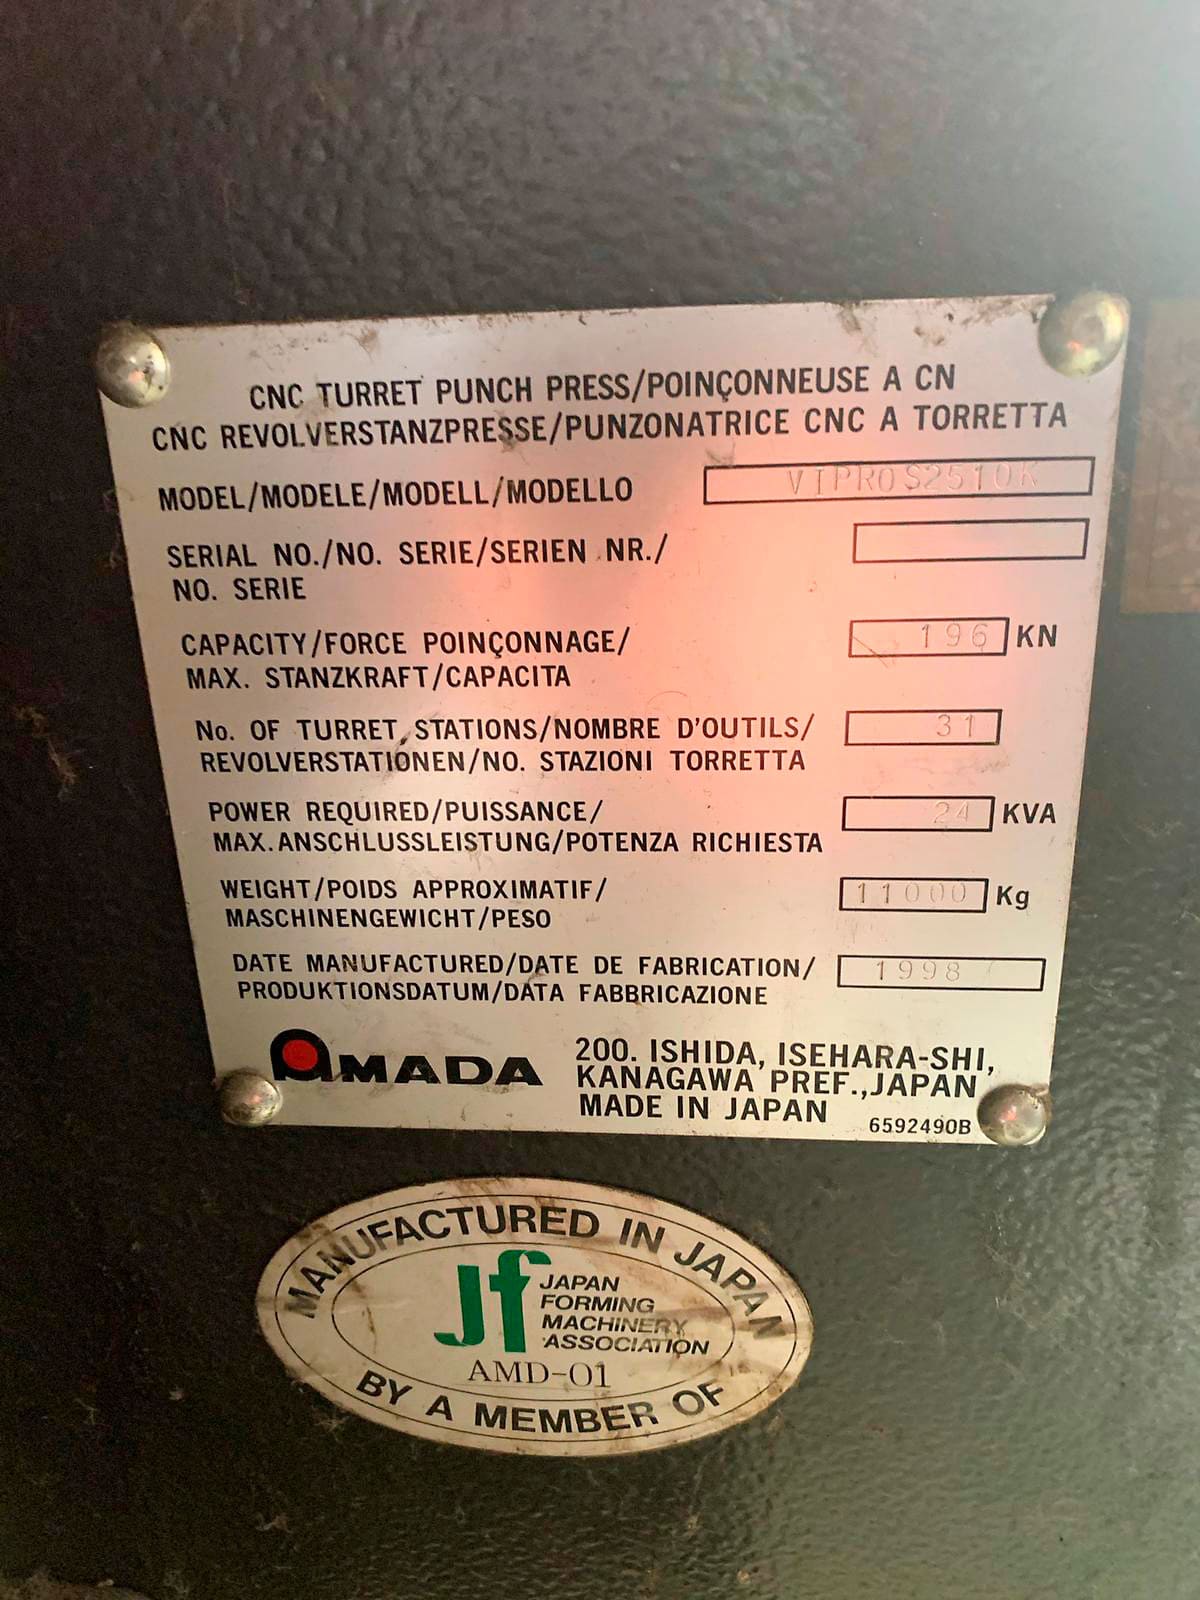 CNC TURRET PUNCH PRESS/POINÇONNEUSE A CN
CNC REVOLVERSTANZPRESSE/PUNZONATRICE CNC A TORRETTA
MODEL/MODELE/MODELL/MODELLO VIPROS2510K
SERIAL NO./NO. SERIE/SERIEN NR./
NO. SERIE
CAPACITY/FORCE POINÇONNAGE/ 196 KN
MAX. STANZKRAFT/CAPACITA
No. OF TURRET STATIONS/NOMBRE D'OUTILS/ 31
REVOLVERSTATIONEN/NO. STAZIONI TORRETTA
POWER REQUIRED/PUISSANCE/ 24 KVA
MAX.ANSCHLUSSLEISTUNG/POTENZA RICHIESTA
WEIGHT/POIDS APPROXIMATIF/ 11000 Kg
MASCHINENGEWICHT/PESO
DATE MANUFACTURED/DATE DE FABRICATION/ 1998
PRODUKTIONSDATUM/DATA FABBRICAZIONE
AMADA
200. ISHIDA, ISEHARA-SHI,
KANAGAWA PREF.,JAPAN
MADE IN JAPAN 6592490B
MANUFACTURED IN JAPAN
Jf
JAPAN
FORMING
MACHINERY
ASSOCIATION
AMD-01
BY A MEMBER OF